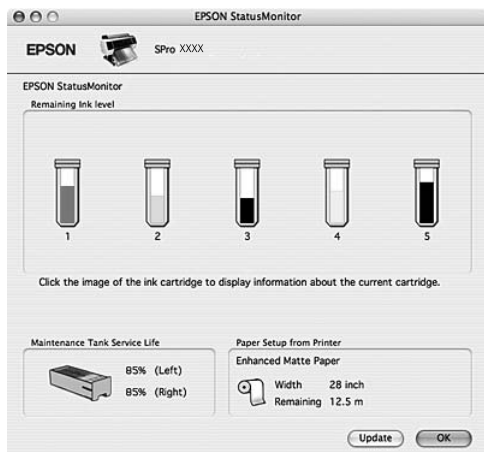 EPSON StatusMonitor
EPSON SPro XXXX
EPSON StatusMonitor
Remaining Ink level
1 2 3 4 5
Click the image of the ink cartridge to display information about the current cartridge.
Maintenance Tank Service Life
85% (Left)
85% (Right)
Paper Setup from Printer
Enhanced Matte Paper
Width 28 inch
Remaining 12.5 m
Update OK